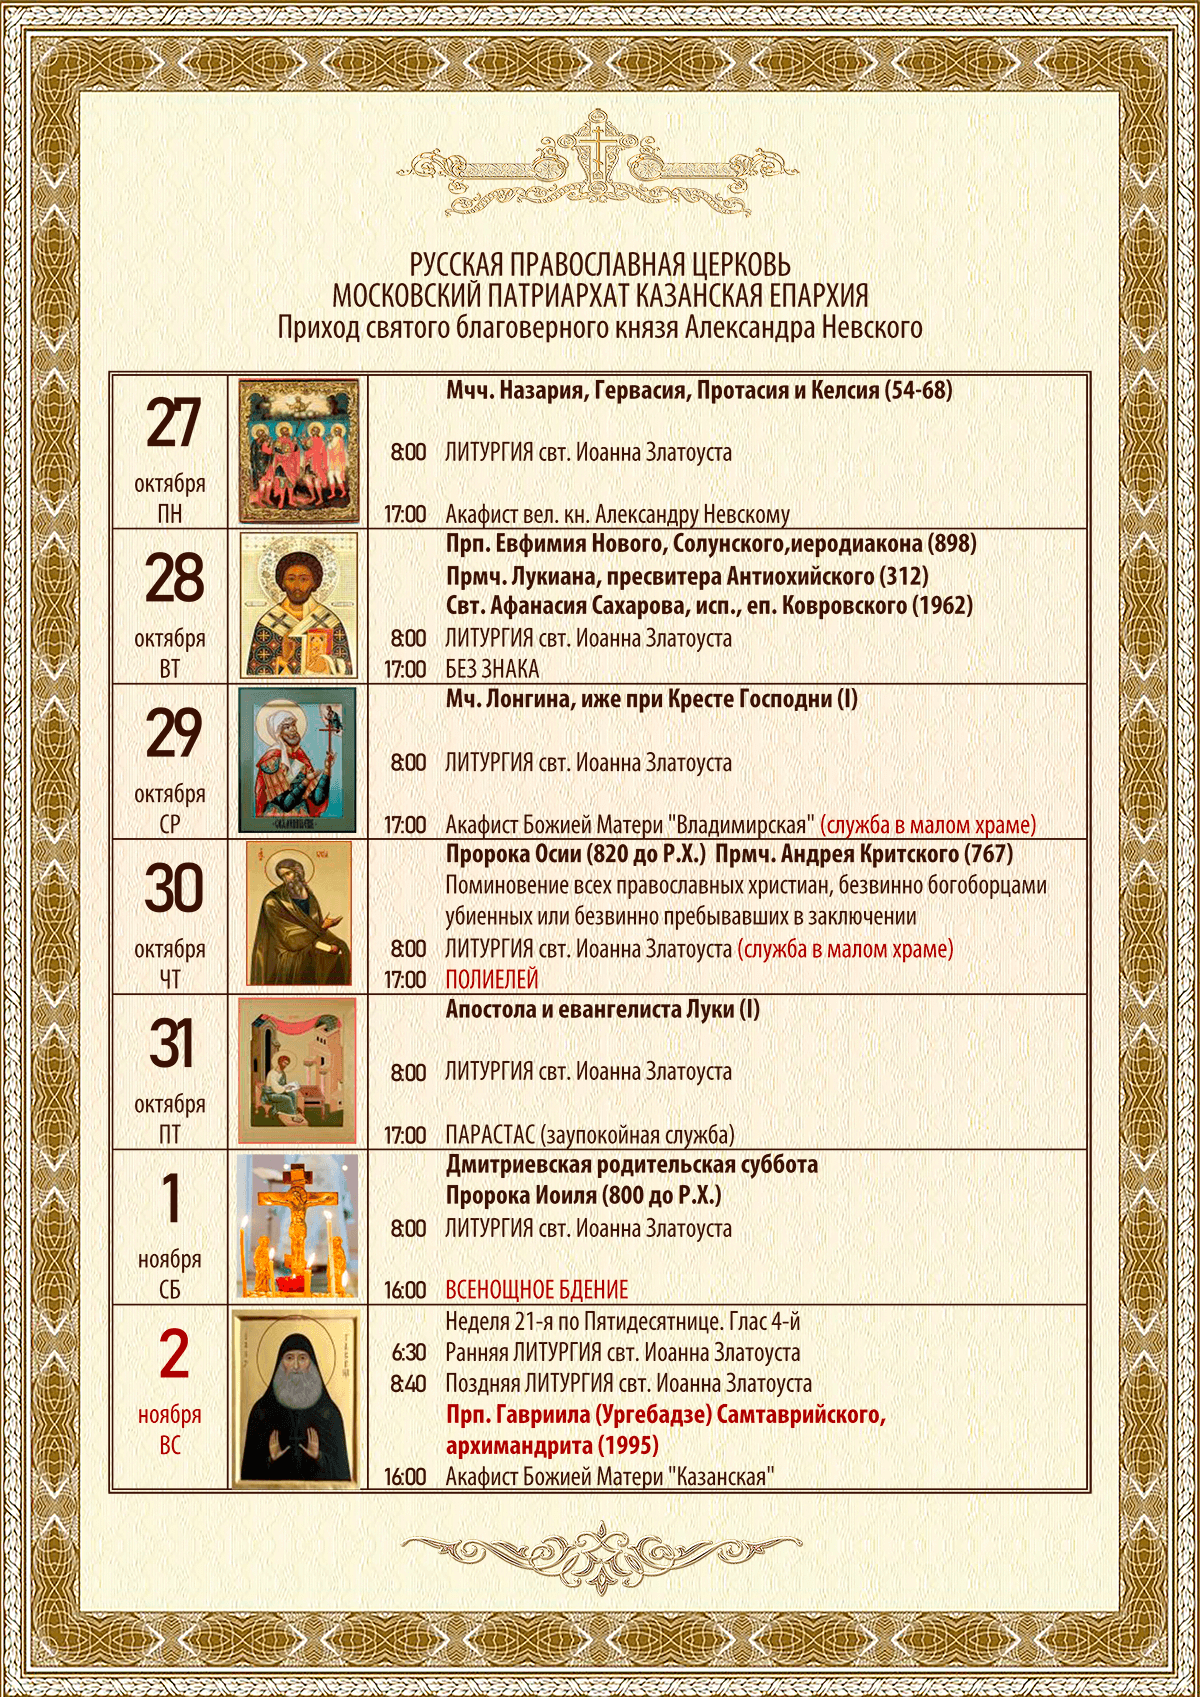 РУССКАЯ ПРАВОСЛАВНАЯ ЦЕРКОВЬ
МОСКОВСКИЙ ПАТРИАРХАТ КАЗАНСКАЯ ЕПАРХИЯ
Приход святого благоверного князя Александра Невского
27
октября
ПН
Мчч. Назария, Гервасия, Протасия и Келсия (54-68)
8:00 ЛИТУРГИЯ свт. Иоанна Златоуста
17:00 Акафист вел. кн. Александру Невскому
28
октября
ВТ
Прп. Евфимия Нового, Солунского,иеродиакона (898)
Прмч. Лукиана, пресвитера Антиохийского (312)
Свт. Афанасия Сахарова, исп., еп. Ковровского (1962)
8:00 ЛИТУРГИЯ свт. Иоанна Златоуста
17:00 БЕЗ ЗНАКА
29
октября
СР
Мч. Лонгина, иже при Кресте Господни (I)
8:00 ЛИТУРГИЯ свт. Иоанна Златоуста
17:00 Акафист Божией Матери "Владимирская" (служба в малом храме)
30
октября
ЧТ
Пророка Осии (820 до Р.Х.) Прмч. Андрея Критского (767)
Поминовение всех православных христиан, безвинно богоборцами
убиенных или безвинно пребывавших в заключении
8:00 ЛИТУРГИЯ свт. Иоанна Златоуста (служба в малом храме)
17:00 ПОЛИЕЛЕЙ
31
октября
ПТ
Апостола и евангелиста Луки (I)
8:00 ЛИТУРГИЯ свт. Иоанна Златоуста
17:00 ПАРАСТАС (заупокойная служба)
1
ноября
СБ
Дмитриевская родительская суббота
Пророка Иоиля (800 до Р.Х.)
8:00 ЛИТУРГИЯ свт. Иоанна Златоуста
16:00 ВСЕНОЩНОЕ БДЕНИЕ
2
ноября
ВС
Неделя 21-я по Пятидесятнице. Глас 4-й
6:30 Ранняя ЛИТУРГИЯ свт. Иоанна Златоуста
8:40 Поздняя ЛИТУРГИЯ свт. Иоанна Златоуста
Прп. Гавриила (Ургебадзе) Самтаврийского,
архимандрита (1995)
16:00 Акафист Божией Матери "Казанская"